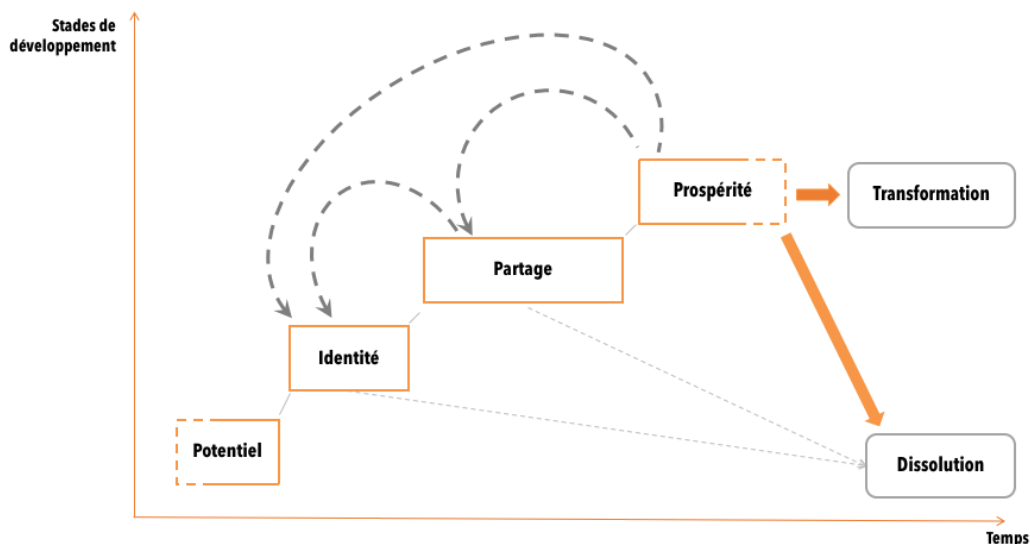 Stades de
développement
Prospérité
Transformation
Partage
Identité
Potentiel
Dissolution
Temps